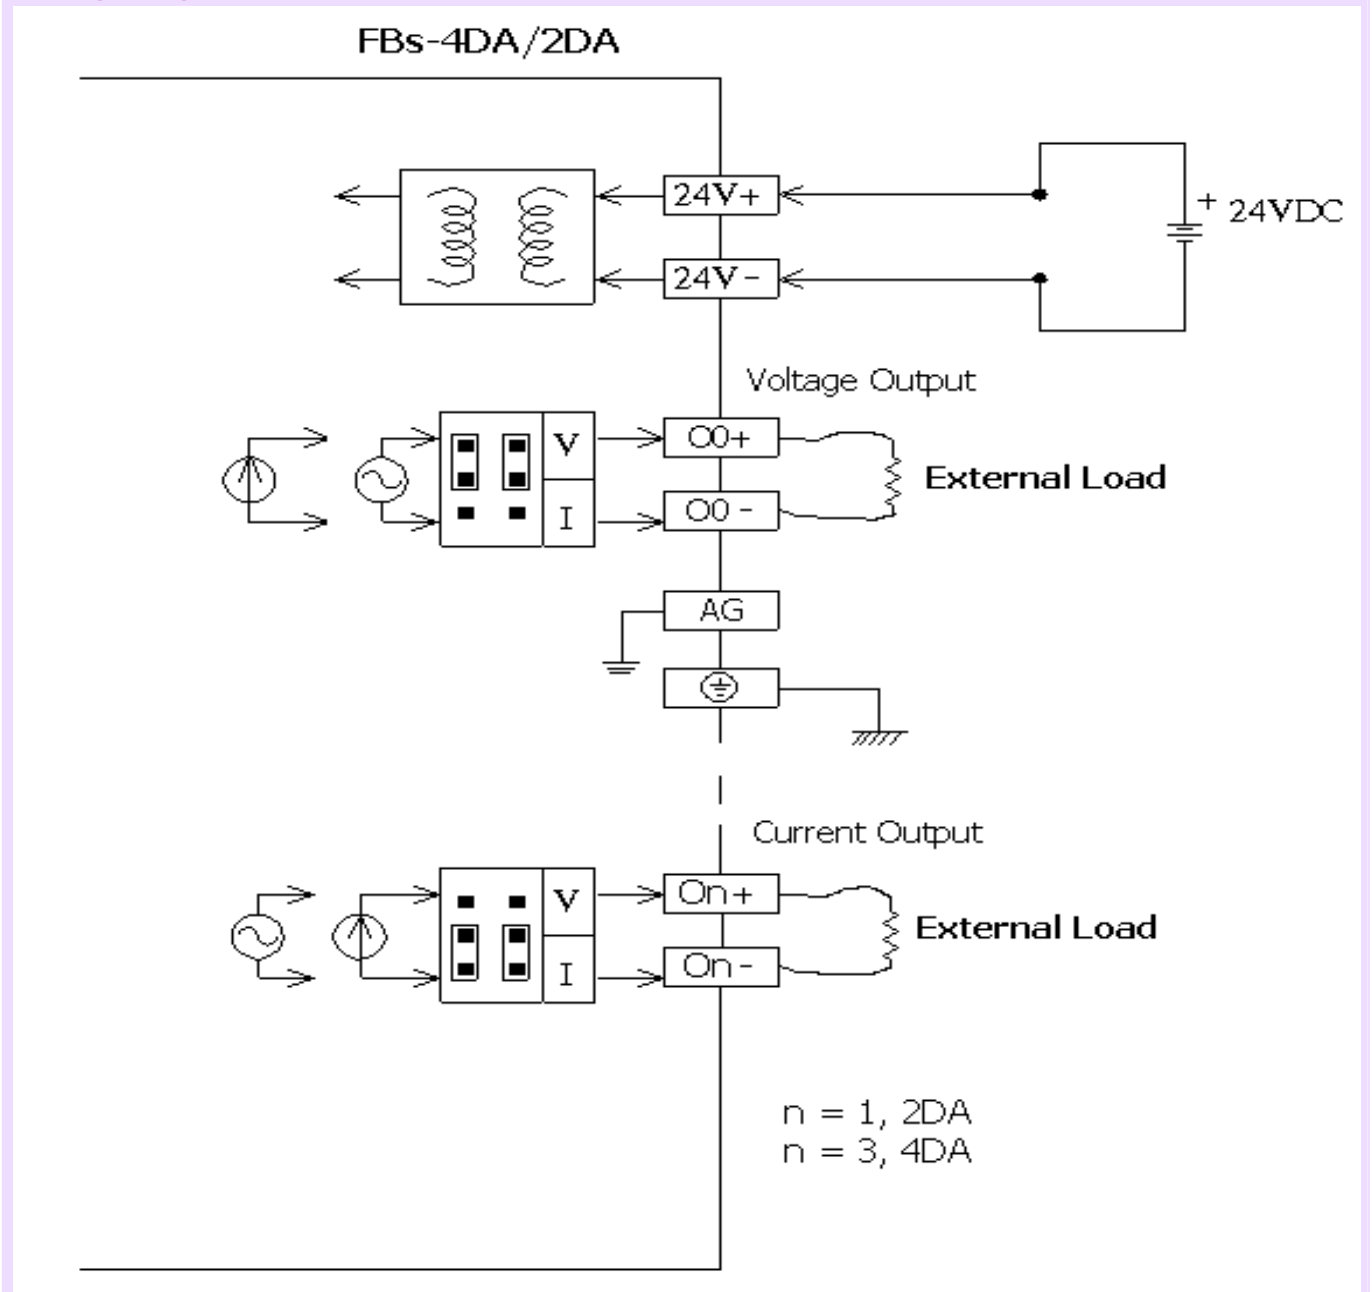 FBs-4DA/2DA
24V+
+ 24VDC
24V-
Voltage Output
V
O0+
External Load
I
O0-
AG
Current Output
V
On+
External Load
I
On-
n = 1, 2DA
n = 3, 4DA